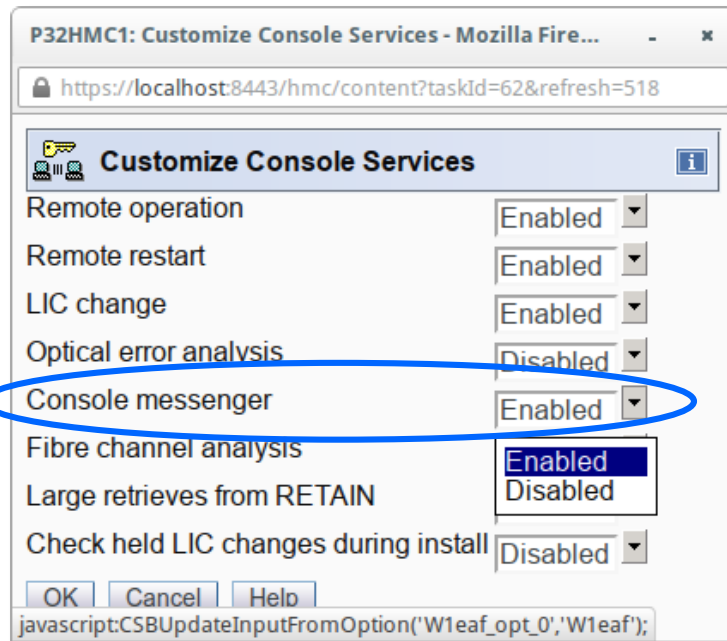 P32HMC1: Customize Console Services - Mozilla Fire...
https://localhost:8443/hmc/content?taskId=62&refresh=518
Customize Console Services
Remote operation Enabled
Remote restart Enabled
LIC change Enabled
Optical error analysis Disabled
Console messenger Enabled
Fibre channel analysis Enabled
Large retrieves from RETAIN Disabled
Check held LIC changes during install Disabled
OK Cancel Help
javascript:CSBUpdateInputFromOption('W1eaf_opt_0','W1eaf');